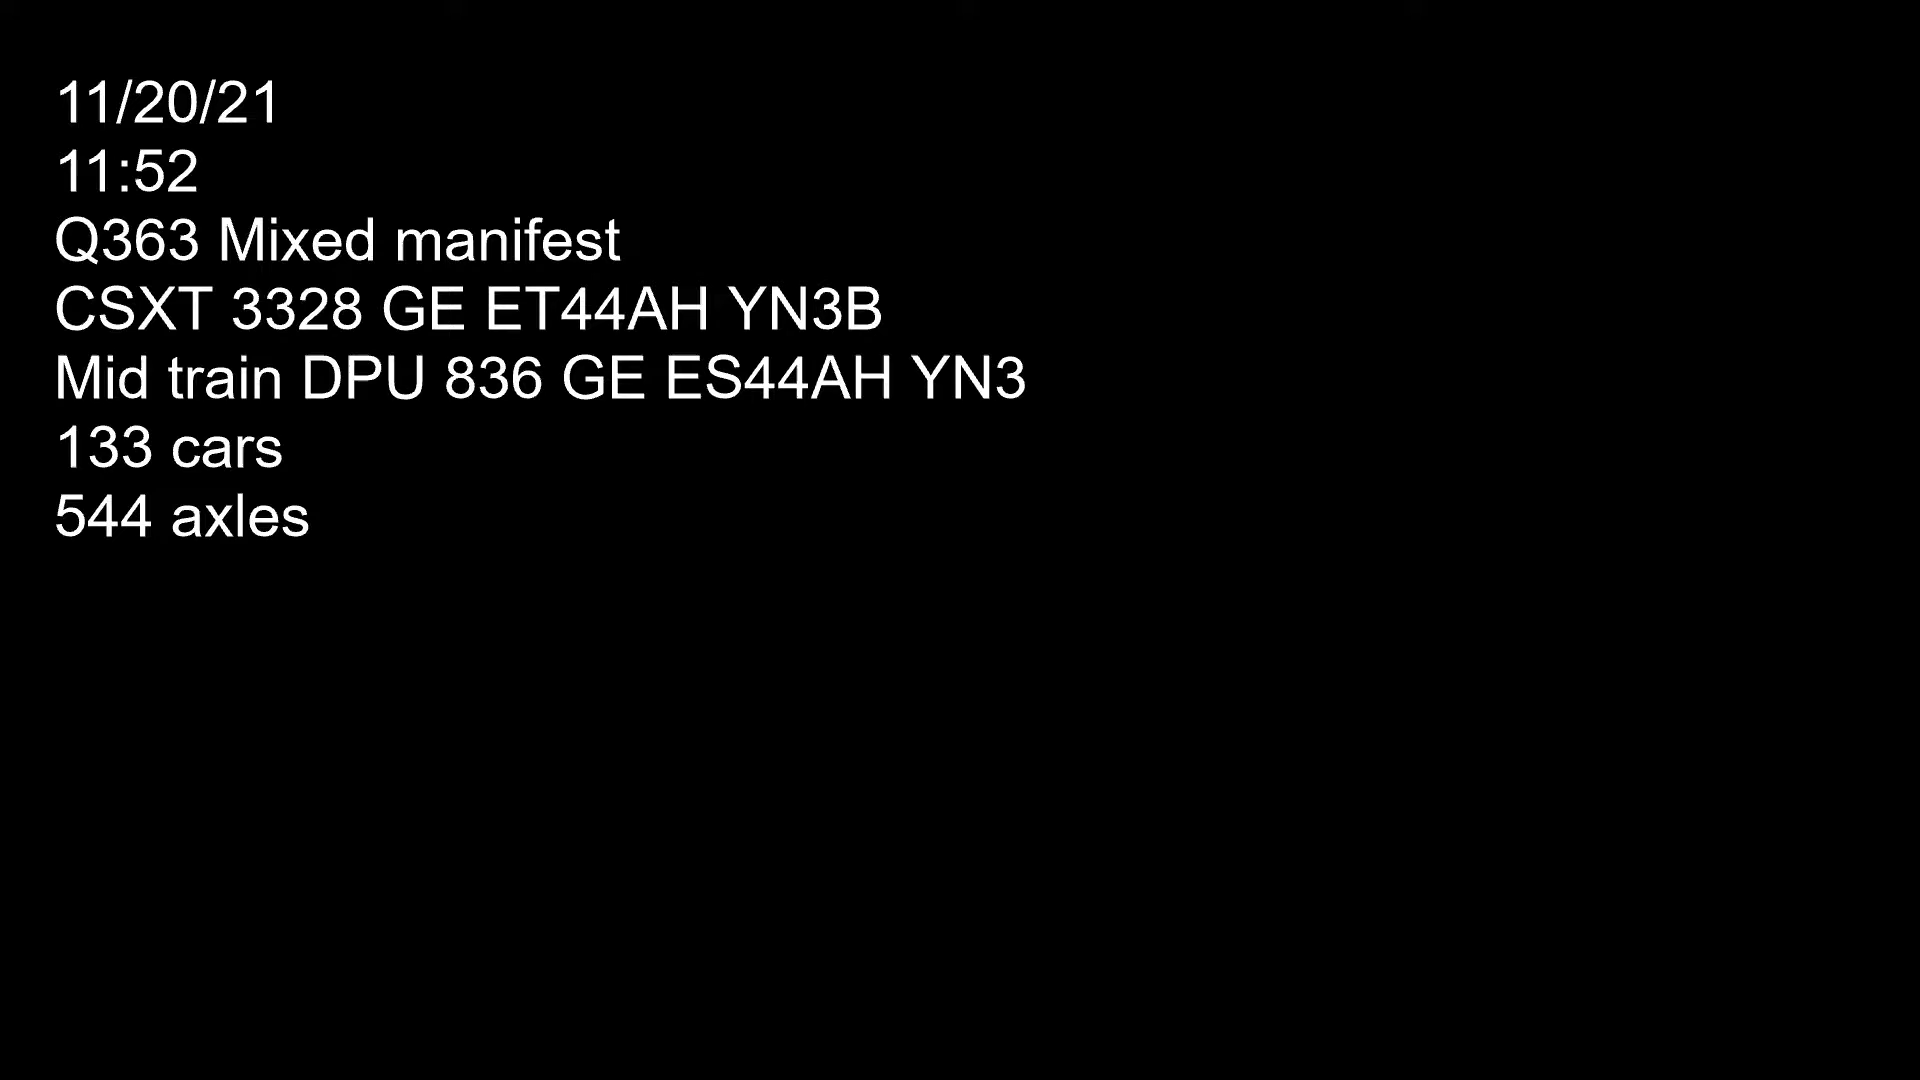 11/20/21
11:52
Q363 Mixed manifest
CSXT 3328 GE ET44AH YN3B
Mid train DPU 836 GE ES44AH YN3
133 cars
544 axles